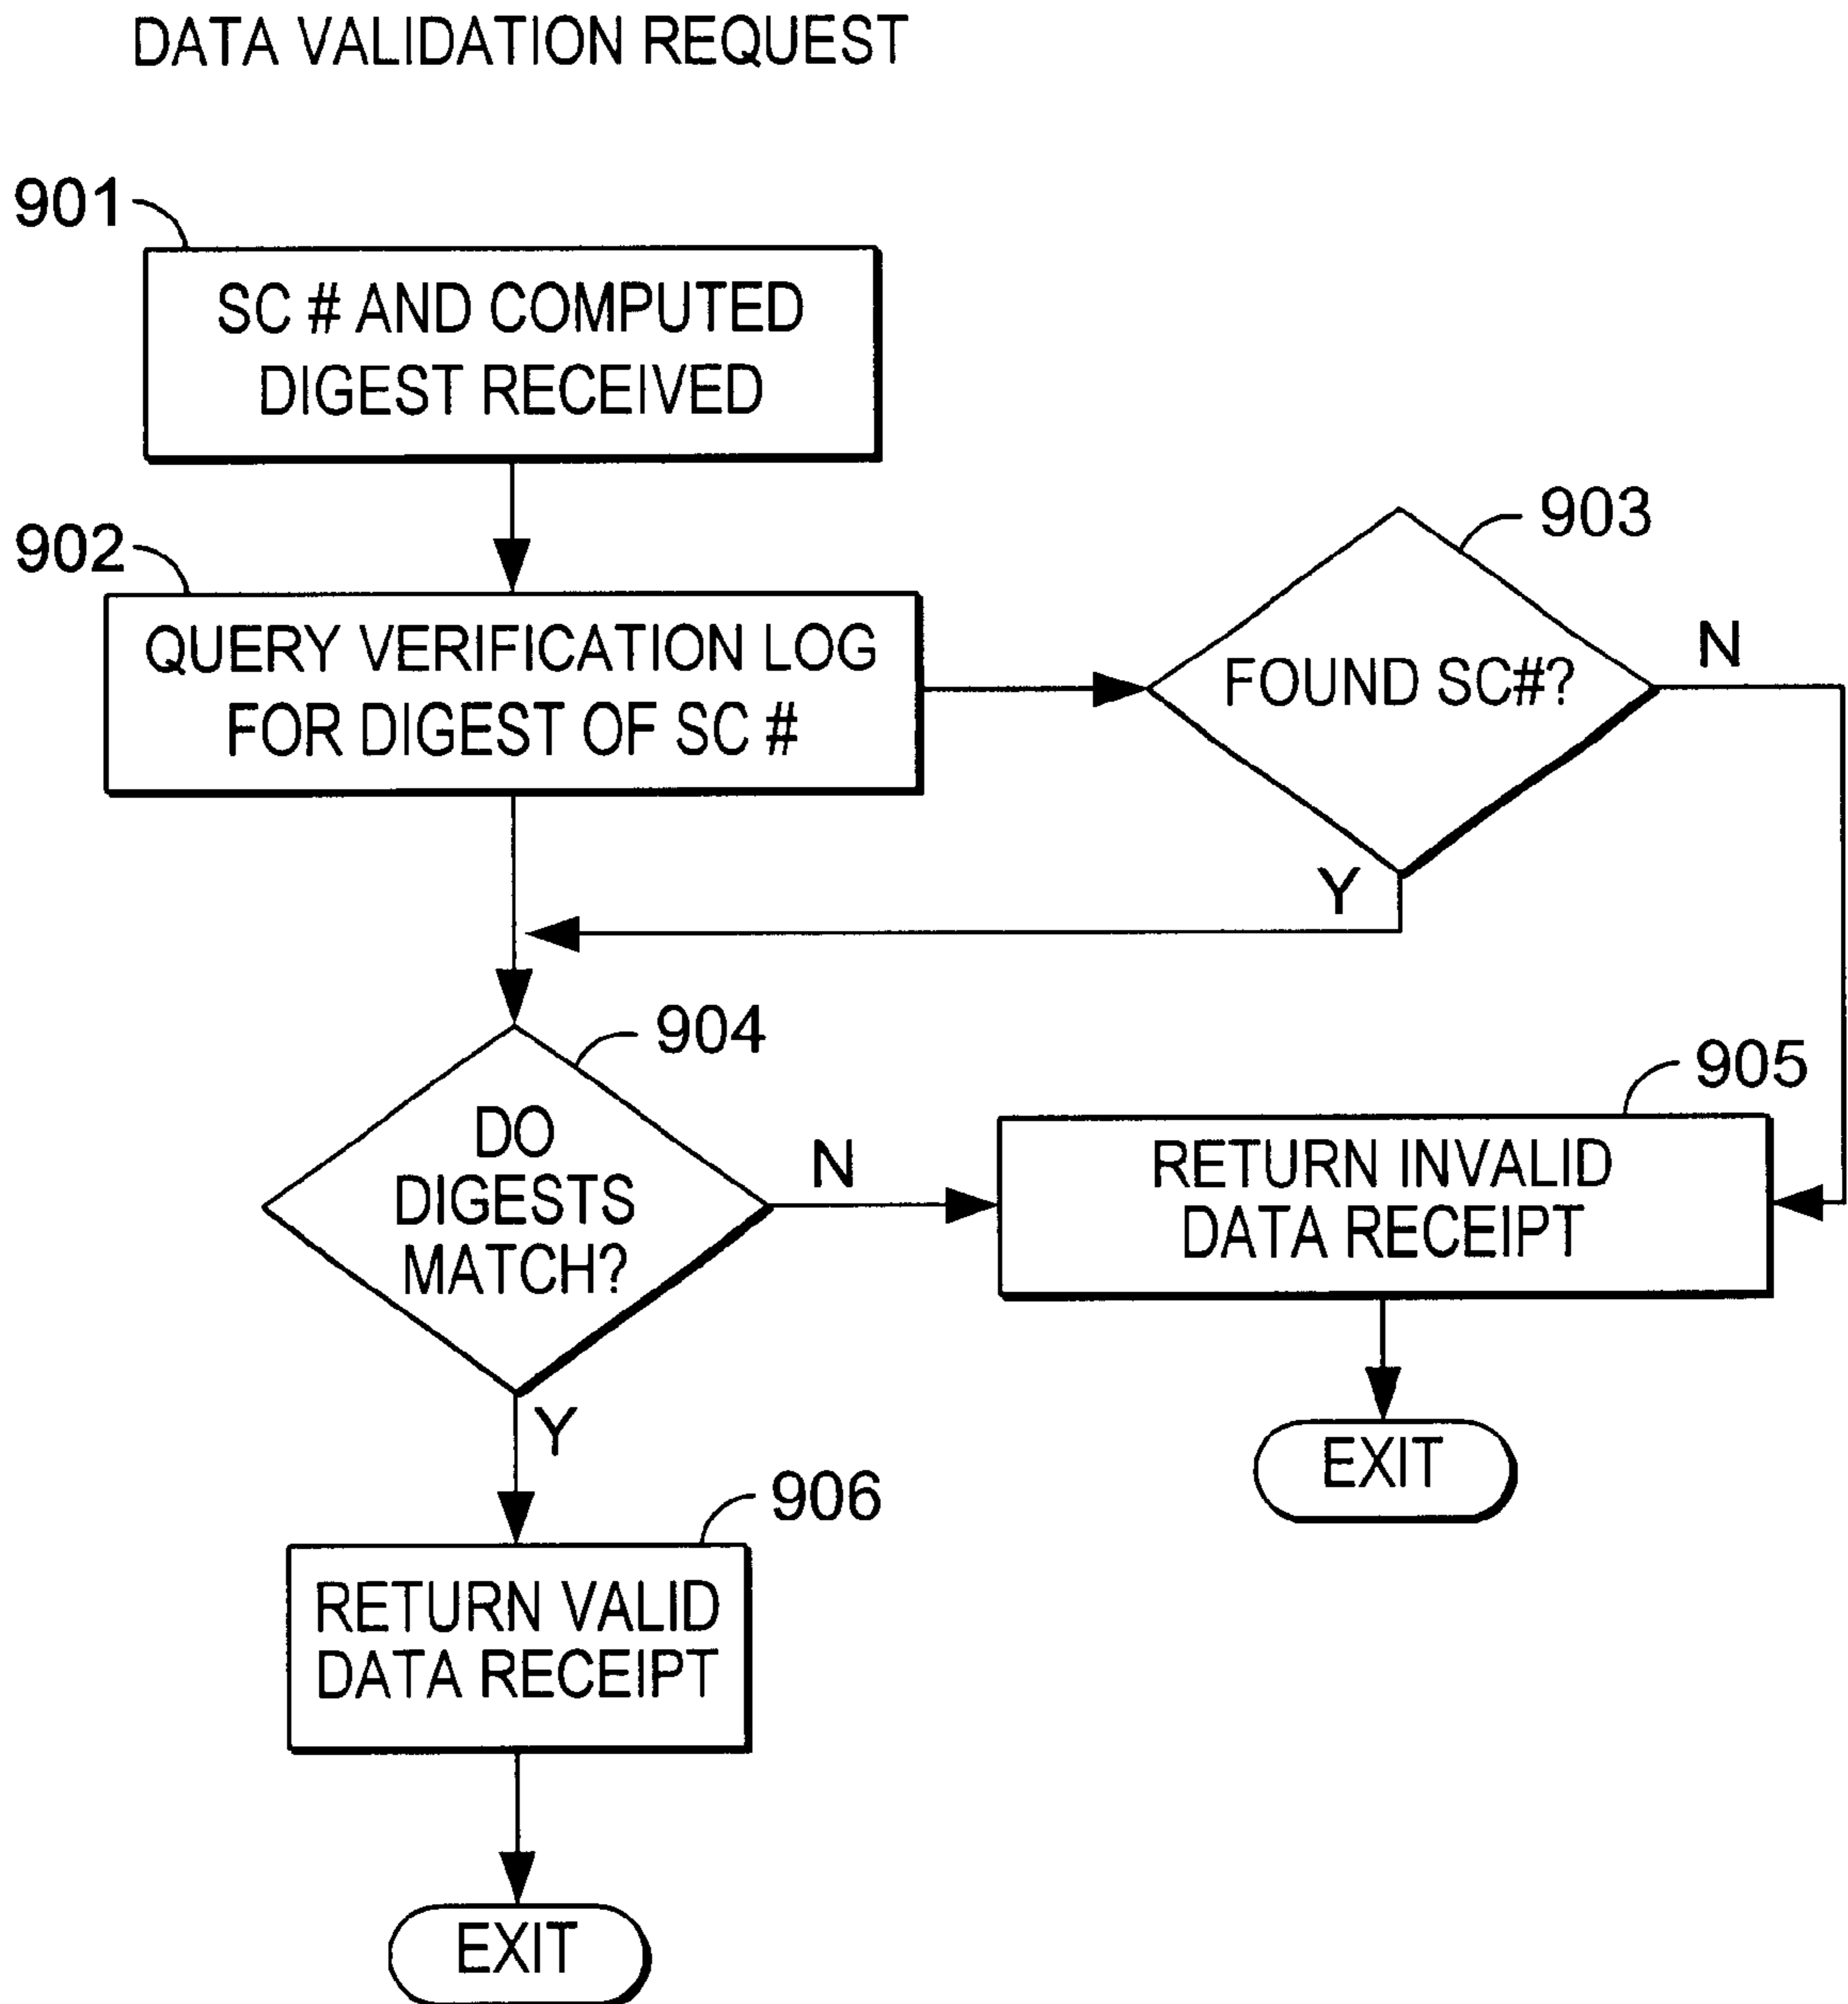 DATA VALIDATION REQUEST
901
SC # AND COMPUTED
DIGEST RECEIVED
902
QUERY VERIFICATION LOG
FOR DIGEST OF SC #
903
FOUND SC#?
N
Y
904
DO
DIGESTS
MATCH?
N
Y
905
RETURN INVALID
DATA RECEIPT
EXIT
906
RETURN VALID
DATA RECEIPT
EXIT